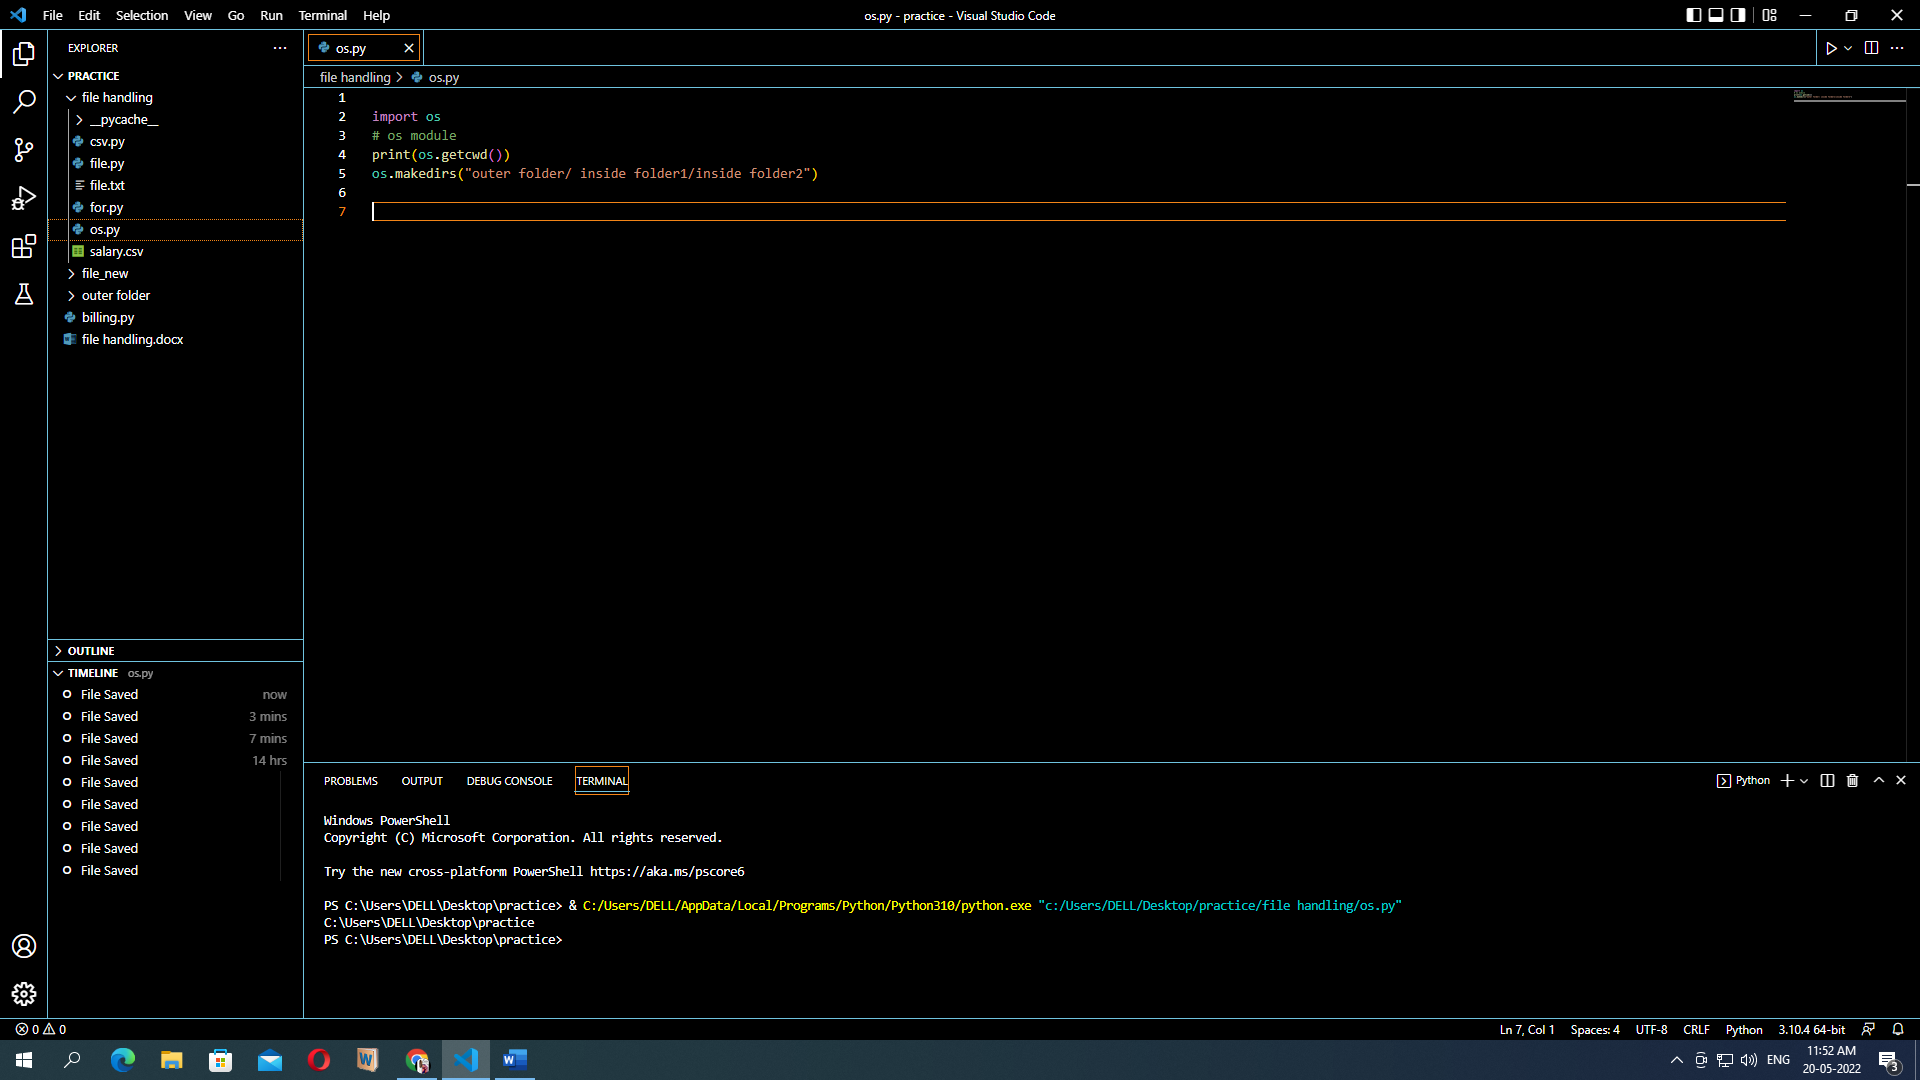 File Edit Selection View Go Run Terminal Help
os.py - practice - Visual Studio Code
EXPLORER
PRACTICE
file handling
__pycache__
csv.py
file.py
file.txt
for.py
os.py
salary.csv
file_new
outer folder
billing.py
file handling.docx
OUTLINE
TIMELINE os.py
File Saved now
File Saved 3 mins
File Saved 7 mins
File Saved 14 hrs
File Saved
File Saved
File Saved
File Saved
File Saved
os.py
file handling > os.py
1
2 import os
3 # os module
4 print(os.getcwd())
5 os.makedirs("outer folder/ inside folder1/inside folder2")
6
7
PROBLEMS OUTPUT DEBUG CONSOLE TERMINAL
Python
Windows PowerShell
Copyright (C) Microsoft Corporation. All rights reserved.
Try the new cross-platform PowerShell https://aka.ms/pscore6
PS C:\Users\DELL\Desktop\practice> & C:/Users/DELL/AppData/Local/Programs/Python/Python310/python.exe "c:/Users/DELL/Desktop/practice/file handling/os.py"
C:\Users\DELL\Desktop\practice
PS C:\Users\DELL\Desktop\practice>
0 0
Ln 7, Col 1 Spaces: 4 UTF-8 CRLF Python 3.10.4 64-bit
ENG
11:52 AM
20-05-2022
3